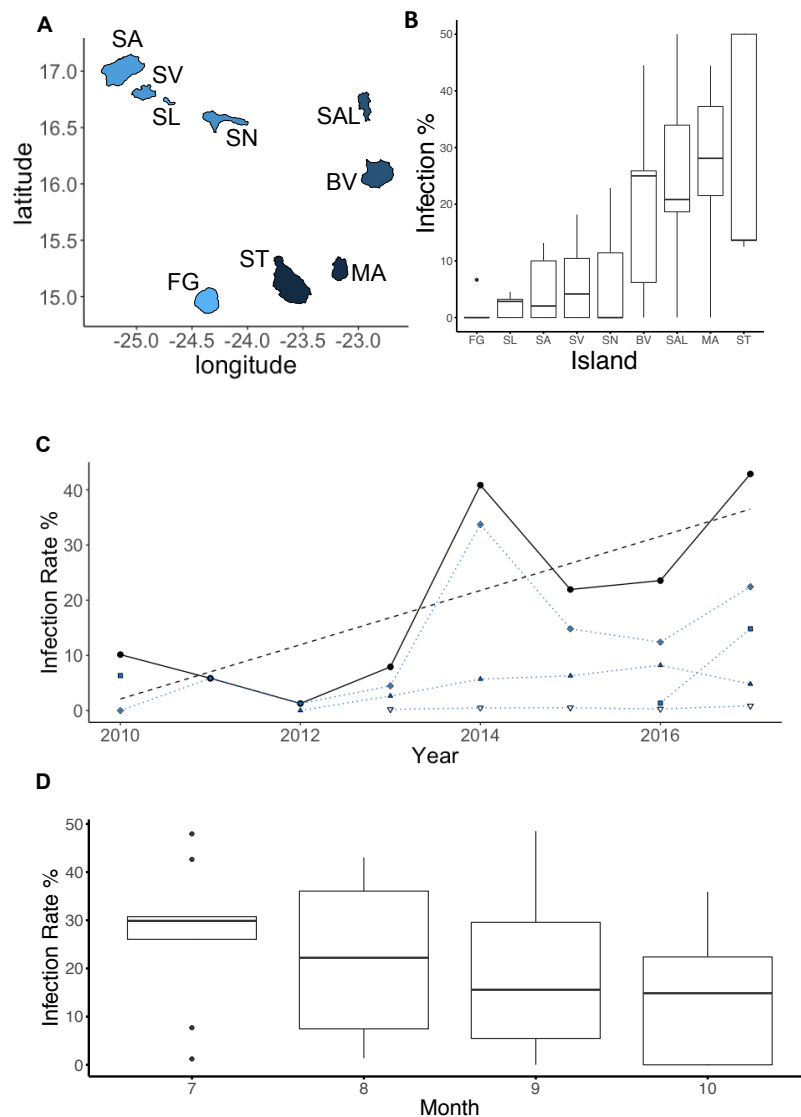 A
SA
SV
SL
SN
SAL
BV
ST
MA
FG
17.0
16.5
16.0
15.5
15.0
latitude
-25.0 -24.5 -24.0 -23.5 -23.0
longitude
B
50
40
30
20
10
0
Infection %
FG SL SA SV SN BV SAL MA ST
Island
C
40
30
20
10
0
Infection Rate %
2010 2012 2014 2016
Year
D
50
40
30
20
10
0
Infection Rate %
7 8 9 10
Month